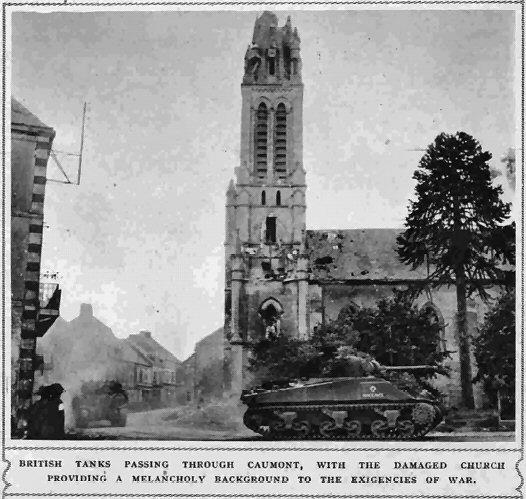 BRITISH TANKS PASSING THROUGH CAUMONT, WITH THE DAMAGED CHURCH
PROVIDING A MELANCHOLY BACKGROUND TO THE EXIGENCIES OF WAR.